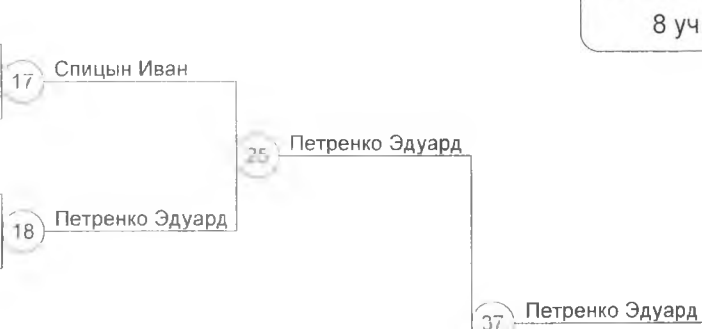 8 уч
17 Спицын Иван
25 Петренко Эдуард
18 Петренко Эдуард
37 Петренко Эдуард